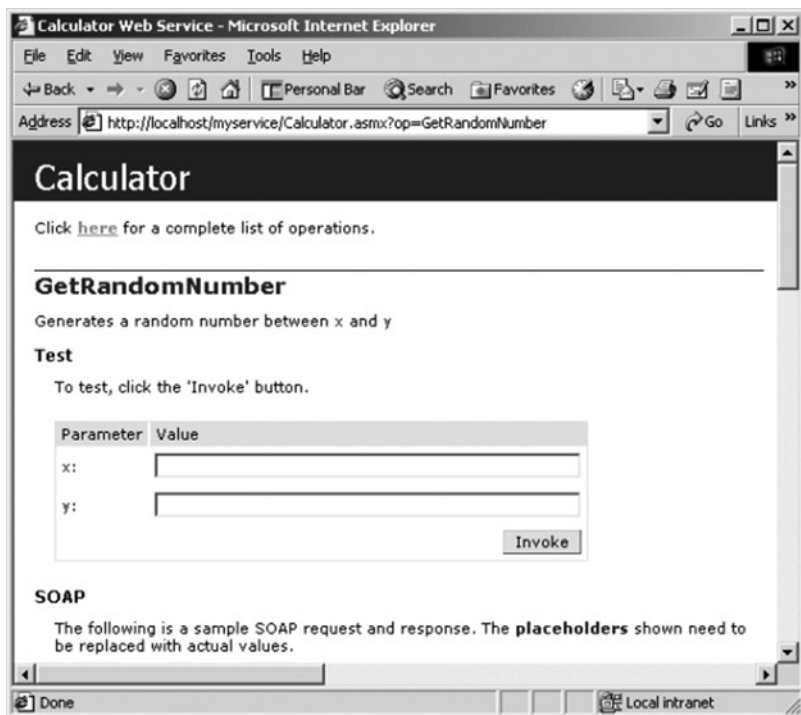 Calculator Web Service - Microsoft Internet Explorer
File Edit View Favorites Tools Help
Back Personal Bar Search Favorites »
Address http://localhost/myservice/Calculator.asmx?op=GetRandomNumber Go Links »
Calculator
Click here for a complete list of operations.
GetRandomNumber
Generates a random number between x and y
Test
To test, click the 'Invoke' button.
Parameter Value
x:
y:
Invoke
SOAP
The following is a sample SOAP request and response. The placeholders shown need to
be replaced with actual values.
Done Local intranet